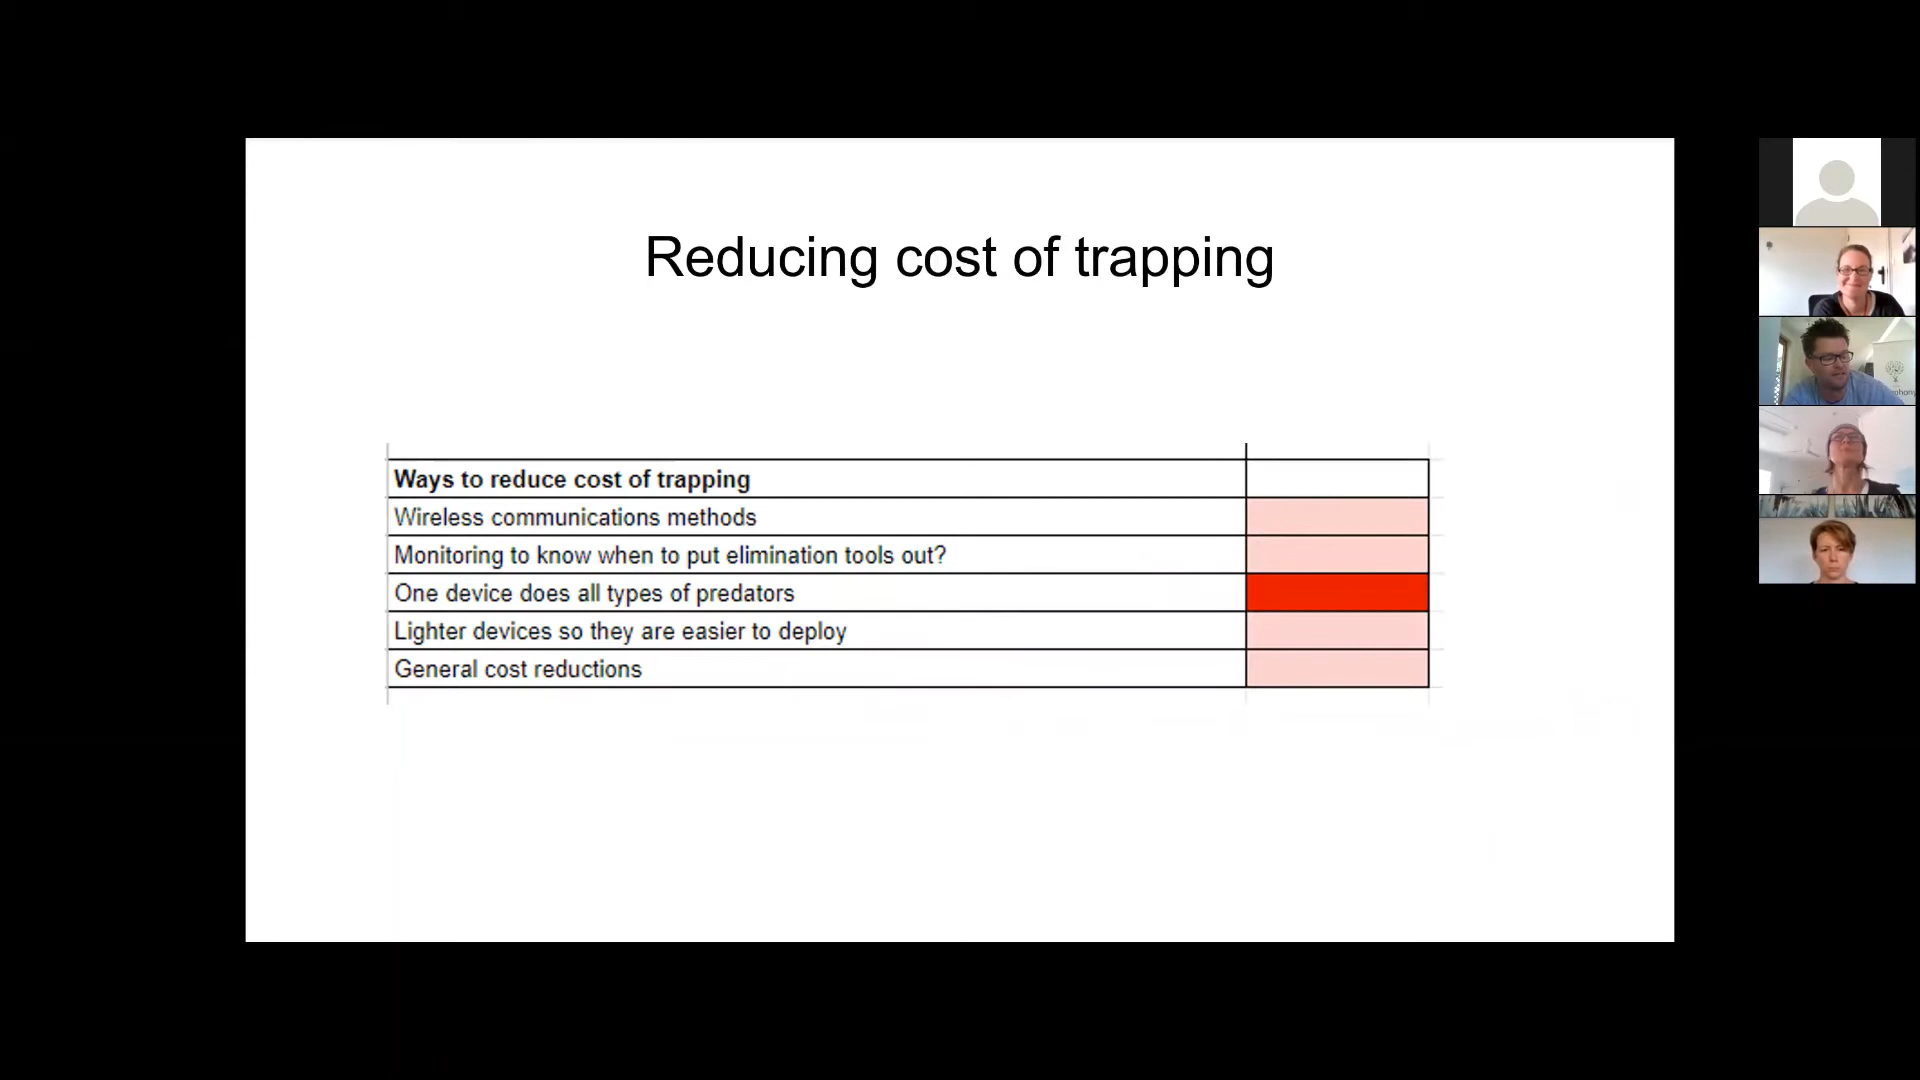 Reducing cost of trapping
Ways to reduce cost of trapping
Wireless communications methods
Monitoring to know when to put elimination tools out?
One device does all types of predators
Lighter devices so they are easier to deploy
General cost reductions